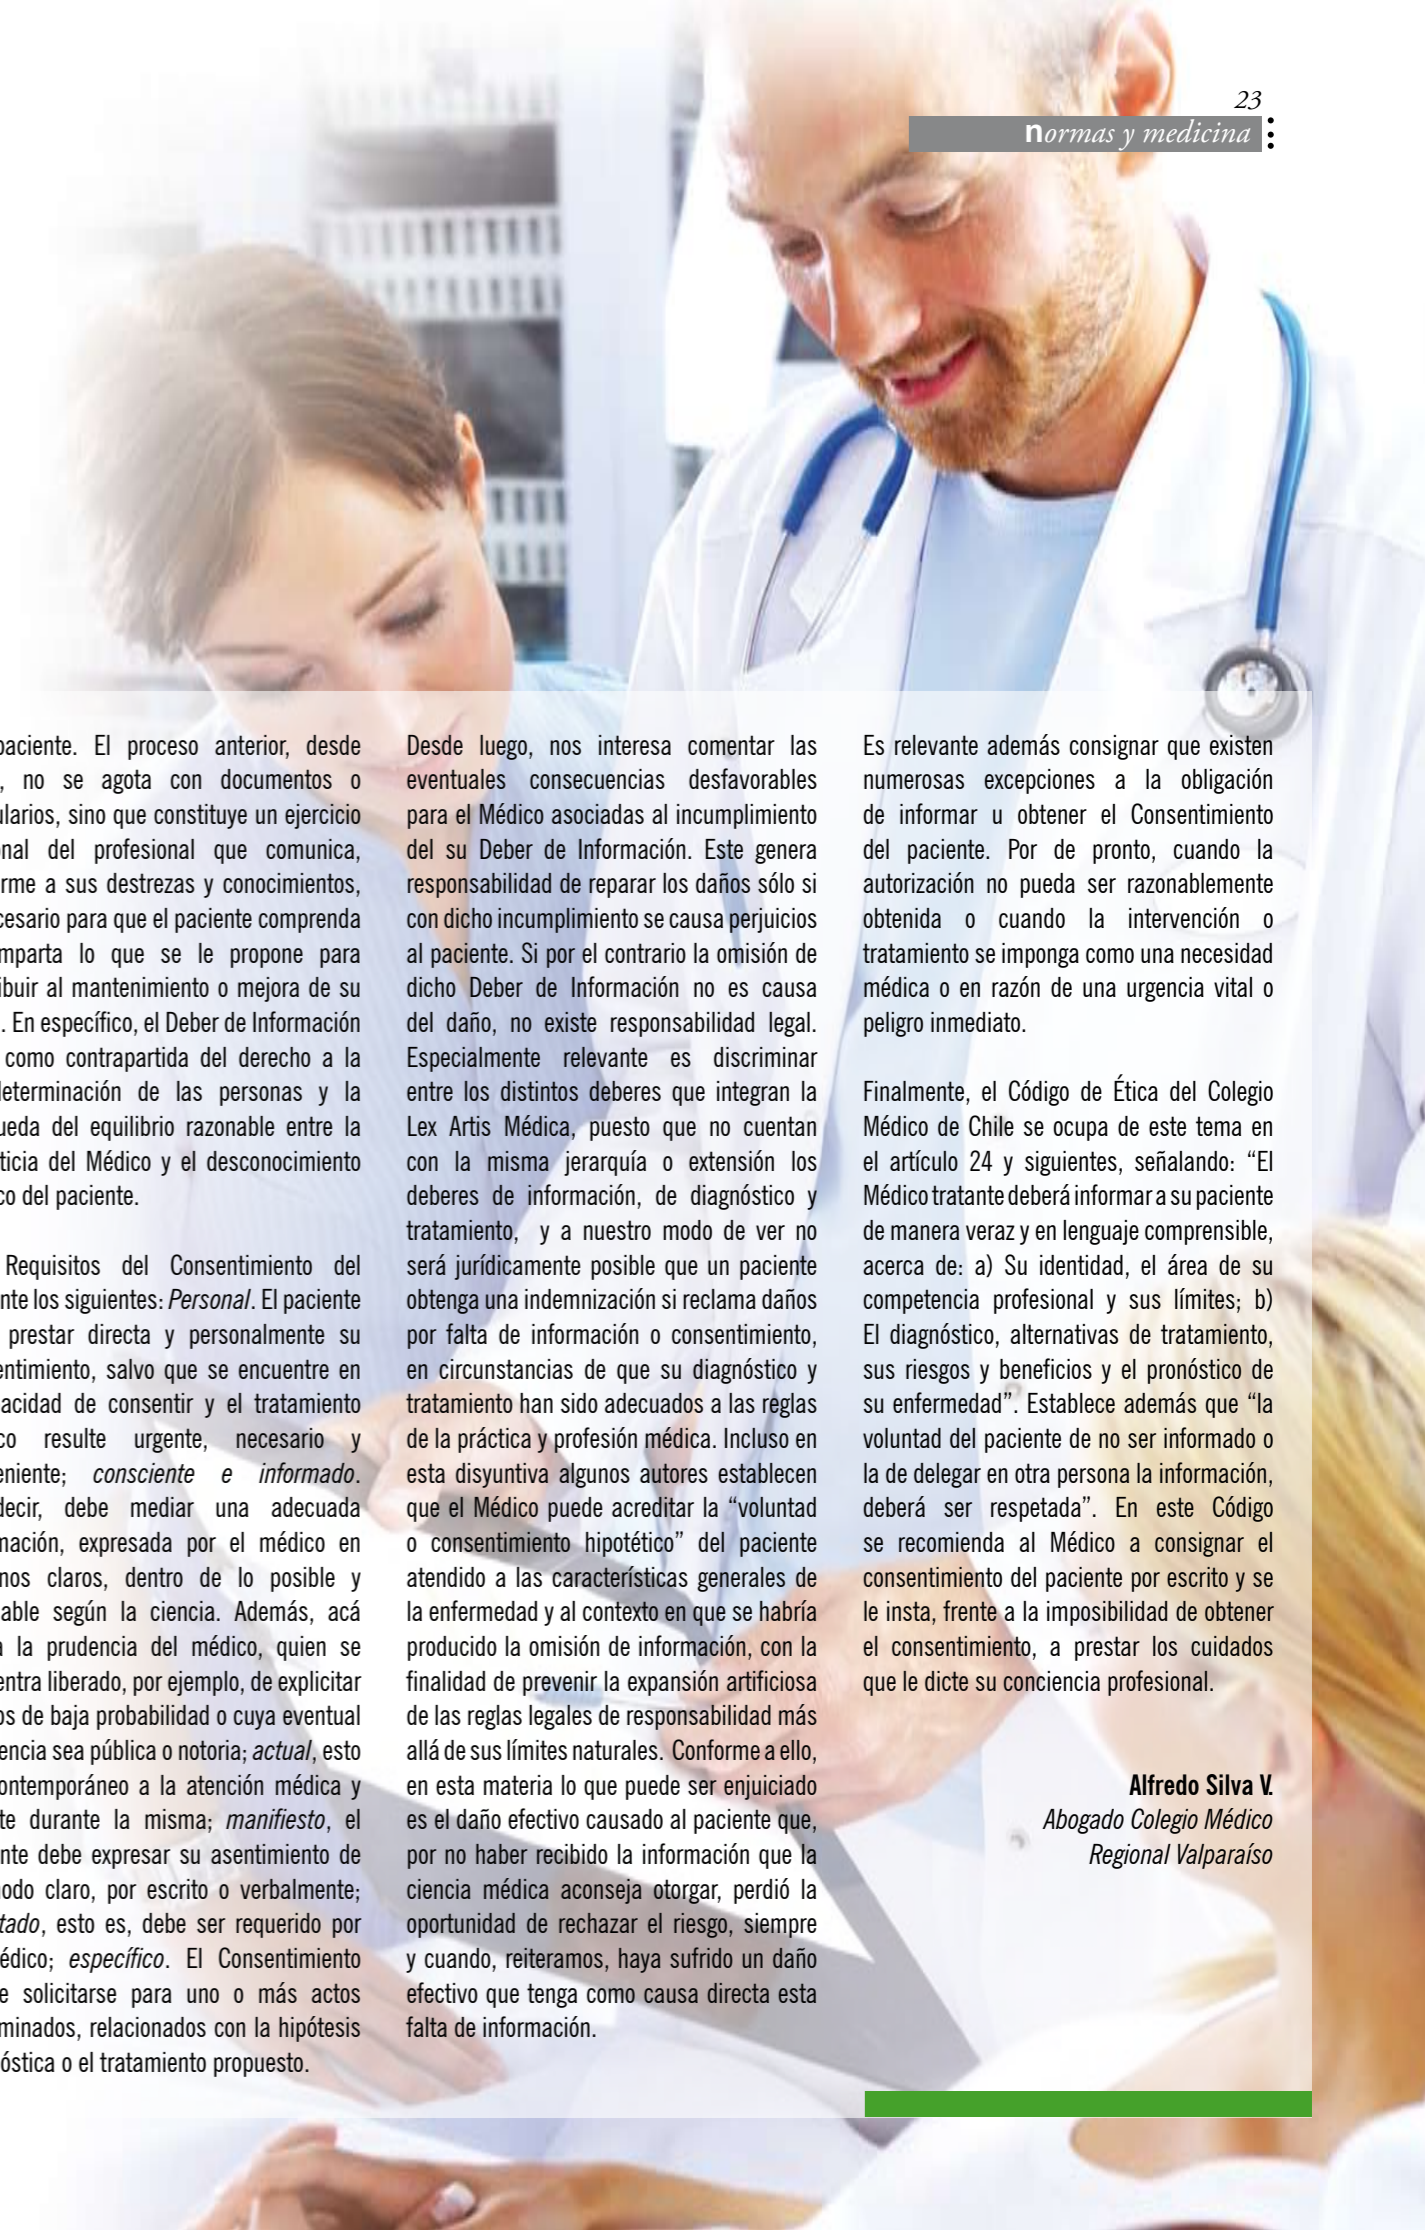 23
normas y medicina
paciente. El proceso anterior, desde
, no se agota con documentos o
ularios, sino que constituye un ejercicio
onal del profesional que comunica,
rme a sus destrezas y conocimientos,
cesario para que el paciente comprenda
mparta lo que se le propone para
ibuir al mantenimiento o mejora de su
. En específico, el Deber de Información
como contrapartida del derecho a la
determinación de las personas y la
ueda del equilibrio razonable entre la
ticia del Médico y el desconocimiento
co del paciente.
Requisitos del Consentimiento del
nte los siguientes: Personal. El paciente
prestar directa y personalmente su
entimiento, salvo que se encuentre en
acidad de consentir y el tratamiento
co resulte urgente, necesario y
eniente; consciente e informado.
decir, debe mediar una adecuada
mación, expresada por el médico en
nos claros, dentro de lo posible y
able según la ciencia. Además, acá
a la prudencia del médico, quien se
entra liberado, por ejemplo, de explicitar
os de baja probabilidad o cuya eventual
encia sea pública o notoria; actual, esto
ontemporáneo a la atención médica y
te durante la misma; manifiesto, el
nte debe expresar su asentimiento de
nodo claro, por escrito o verbalmente;
tado, esto es, debe ser requerido por
édico; específico. El Consentimiento
e solicitarse para uno o más actos
minados, relacionados con la hipótesis
óstica o el tratamiento propuesto.
Desde luego, nos interesa comentar las
eventuales consecuencias desfavorables
para el Médico asociadas al incumplimiento
del su Deber de Información. Este genera
responsabilidad de reparar los daños sólo si
con dicho incumplimiento se causa perjuicios
al paciente. Si por el contrario la omisión de
dicho Deber de Información no es causa
del daño, no existe responsabilidad legal.
Especialmente relevante es discriminar
entre los distintos deberes que integran la
Lex Artis Médica, puesto que no cuentan
con la misma jerarquía o extensión los
deberes de información, de diagnóstico y
tratamiento, y a nuestro modo de ver no
será jurídicamente posible que un paciente
obtenga una indemnización si reclama daños
por falta de información o consentimiento,
en circunstancias de que su diagnóstico y
tratamiento han sido adecuados a las reglas
de la práctica y profesión médica. Incluso en
esta disyuntiva algunos autores establecen
que el Médico puede acreditar la “voluntad
o consentimiento hipotético” del paciente
atendido a las características generales de
la enfermedad y al contexto en que se habría
producido la omisión de información, con la
finalidad de prevenir la expansión artificiosa
de las reglas legales de responsabilidad más
allá de sus límites naturales. Conforme a ello,
en esta materia lo que puede ser enjuiciado
es el daño efectivo causado al paciente que,
por no haber recibido la información que la
ciencia médica aconseja otorgar, perdió la
oportunidad de rechazar el riesgo, siempre
y cuando, reiteramos, haya sufrido un daño
efectivo que tenga como causa directa esta
falta de información.
Es relevante además consignar que existen
numerosas excepciones a la obligación
de informar u obtener el Consentimiento
del paciente. Por de pronto, cuando la
autorización no pueda ser razonablemente
obtenida o cuando la intervención o
tratamiento se imponga como una necesidad
médica o en razón de una urgencia vital o
peligro inmediato.
Finalmente, el Código de Ética del Colegio
Médico de Chile se ocupa de este tema en
el artículo 24 y siguientes, señalando: “El
Médico tratante deberá informar a su paciente
de manera veraz y en lenguaje comprensible,
acerca de: a) Su identidad, el área de su
competencia profesional y sus límites; b)
El diagnóstico, alternativas de tratamiento,
sus riesgos y beneficios y el pronóstico de
su enfermedad”. Establece además que “la
voluntad del paciente de no ser informado o
la de delegar en otra persona la información,
deberá ser respetada”. En este Código
se recomienda al Médico a consignar el
consentimiento del paciente por escrito y se
le insta, frente a la imposibilidad de obtener
el consentimiento, a prestar los cuidados
que le dicte su conciencia profesional.
Alfredo Silva V.
Abogado Colegio Médico
Regional Valparaíso